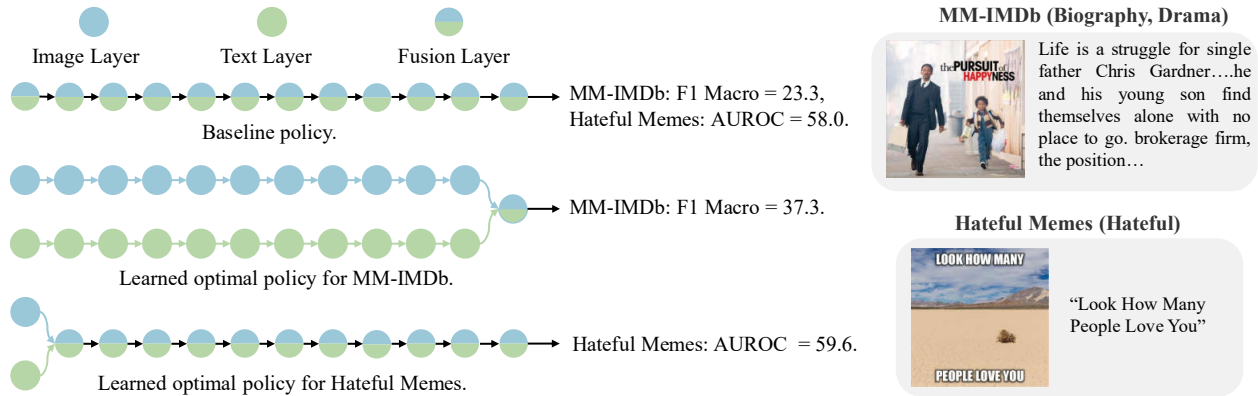 Image Layer
Text Layer
Fusion Layer
Baseline policy.
MM-IMDb: F1 Macro = 23.3,
Hateful Memes: AUROC = 58.0.
MM-IMDb: F1 Macro = 37.3.
Learned optimal policy for MM-IMDb.
Hateful Memes: AUROC = 59.6.
Learned optimal policy for Hateful Memes.
MM-IMDb (Biography, Drama)
the PURSUIT of
HAPPYNESS
Life is a struggle for single
father Chris Gardner….he
and his young son find
themselves alone with no
place to go. brokerage firm,
the position…
Hateful Memes (Hateful)
LOOK HOW MANY
PEOPLE LOVE YOU
“Look How Many
People Love You”